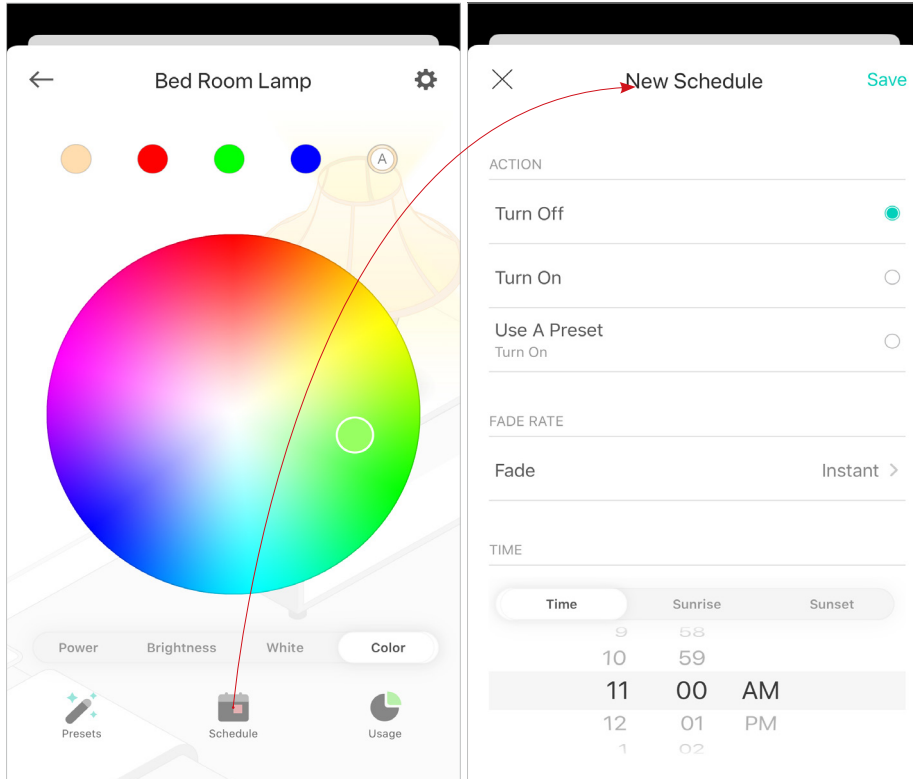 Bed Room Lamp
A
Power Brightness White Color
Presets Schedule Usage
New Schedule Save
ACTION
Turn Off
Turn On
Use A Preset
Turn On
FADE RATE
Fade Instant >
TIME
Time Sunrise Sunset
9 58
10 59
11 00 AM
12 01 PM
1 02